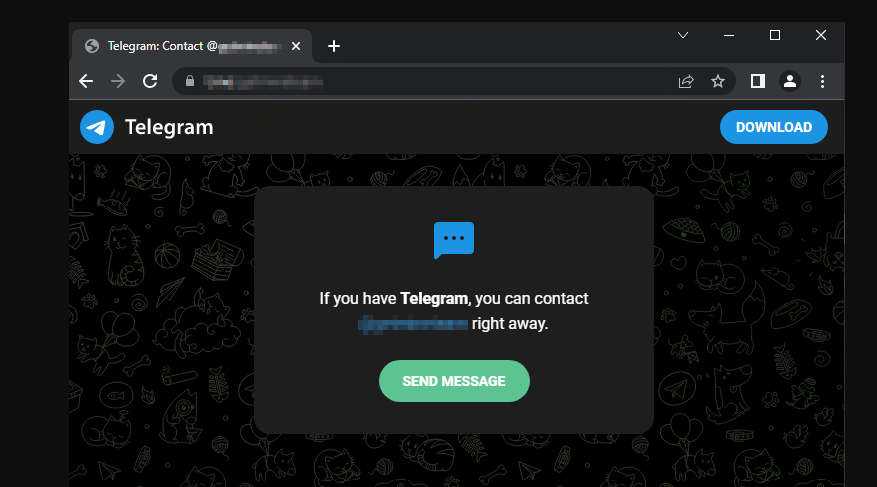 Telegram: Contact @
Telegram
DOWNLOAD
If you have Telegram, you can contact
right away.
SEND MESSAGE